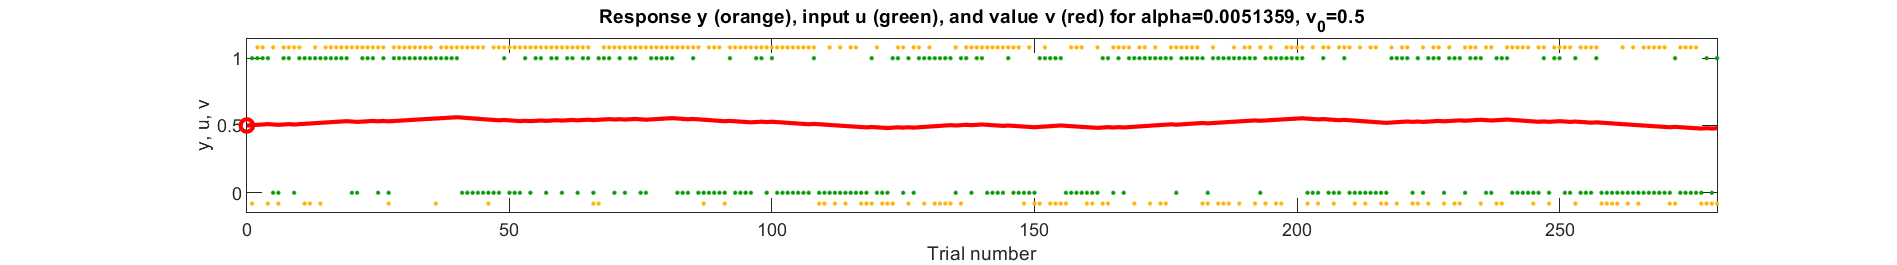 Response y (orange), input u (green), and value v (red) for alpha=0.0051359, v0=0.5
y, u, v
1
0.5
0
0 50 100 150 200 250
Trial number